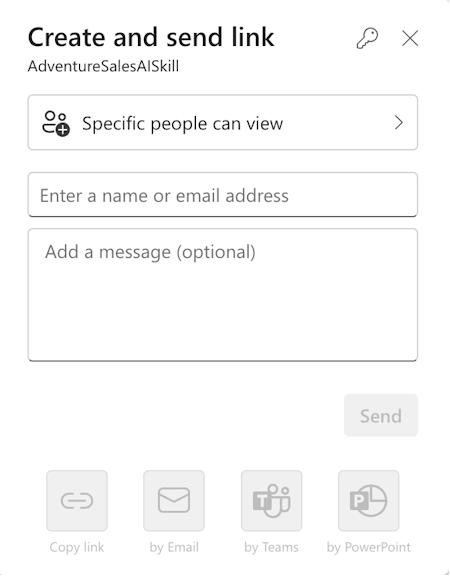 Create and send link
AdventureSalesAISkill
Specific people can view
Enter a name or email address
Add a message (optional)
Send
Copy link
by Email
by Teams
by PowerPoint